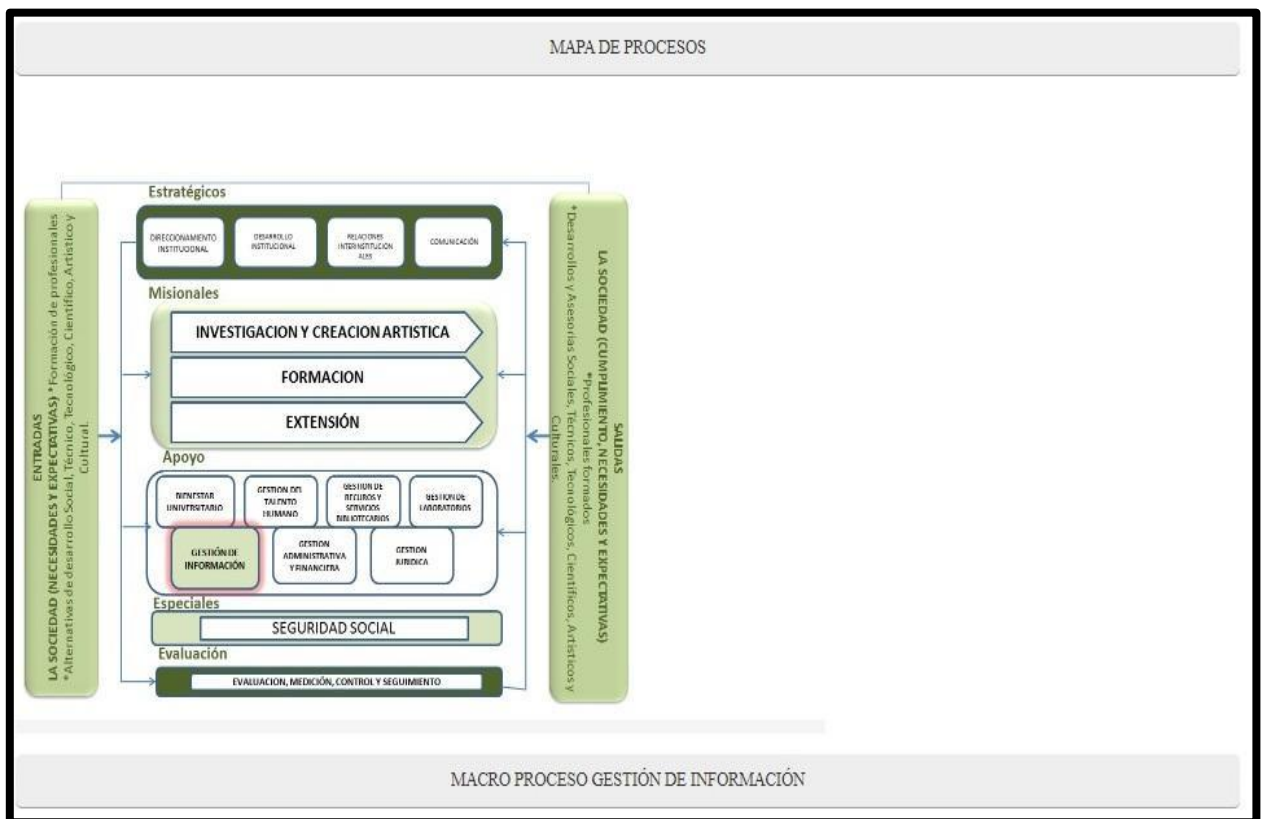 MAPA DE PROCESOS
ENTRADAS
LA SOCIEDAD (NECESIDADES Y EXPECTATIVAS) *Formación de profesionales
*Alternativas de desarrollo Social, Técnico, Tecnológico, Científico, Artístico y
Cultural.
Estratégicos
DIRECCIONAMIENTO
INSTITUCIONAL
DESARROLLO
INSTITUCIONAL
RELACIONES
INTERINSTITUCION
ALES
COMUNICACIÓN
Misionales
INVESTIGACION Y CREACION ARTISTICA
FORMACION
EXTENSIÓN
Apoyo
BIENESTAR
UNIVERSITARIO
GESTION DEL
TALENTO
HUMANO
GESTION DE
RECUROS Y
SERVICIOS
BIBLIOTECARIOS
GESTION DE
LABORATORIOS
GESTIÓN DE
INFORMACIÓN
GESTION
ADMINISTRATIVA
Y FINANCIERA
GESTION
JURIDICA
Especiales
SEGURIDAD SOCIAL
Evaluación
EVALUACION, MEDICIÓN, CONTROL Y SEGUIMIENTO
SALIDAS
LA SOCIEDAD (CUMPLIMIENTO, NECESIDADES Y EXPECTATIVAS)
*Profesionales formados
*Desarrollos y Asesorias Sociales, Técnicos, Tecnológicos, Científicos, Artísticos y
Culturales.
MACRO PROCESO GESTIÓN DE INFORMACIÓN